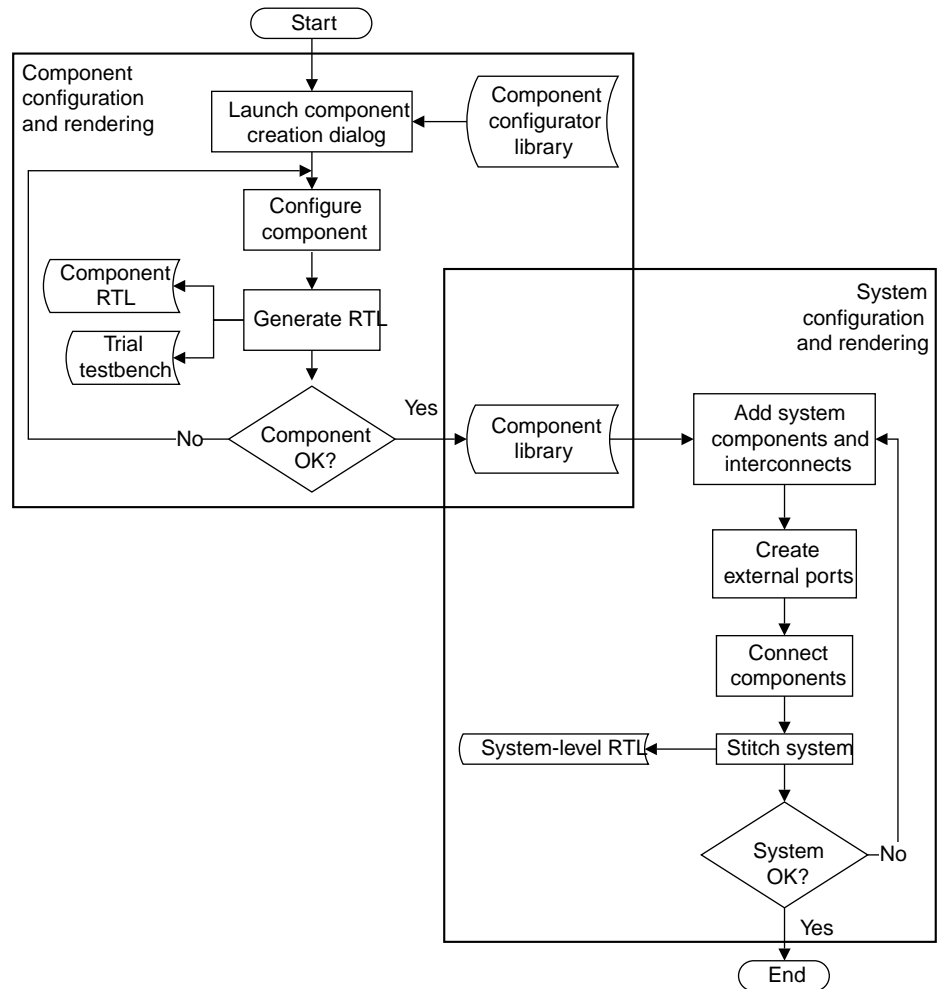 Start
Component
configuration
and rendering
Launch component
creation dialog
Component
configurator
library
Configure
component
Component
RTL
Generate RTL
Trial
testbench
System
configuration
and rendering
No
Component
OK?
Yes
Component
library
Add system
components and
interconnects
Create
external ports
Connect
components
System-level RTL
Stitch system
System
OK?
No
Yes
End